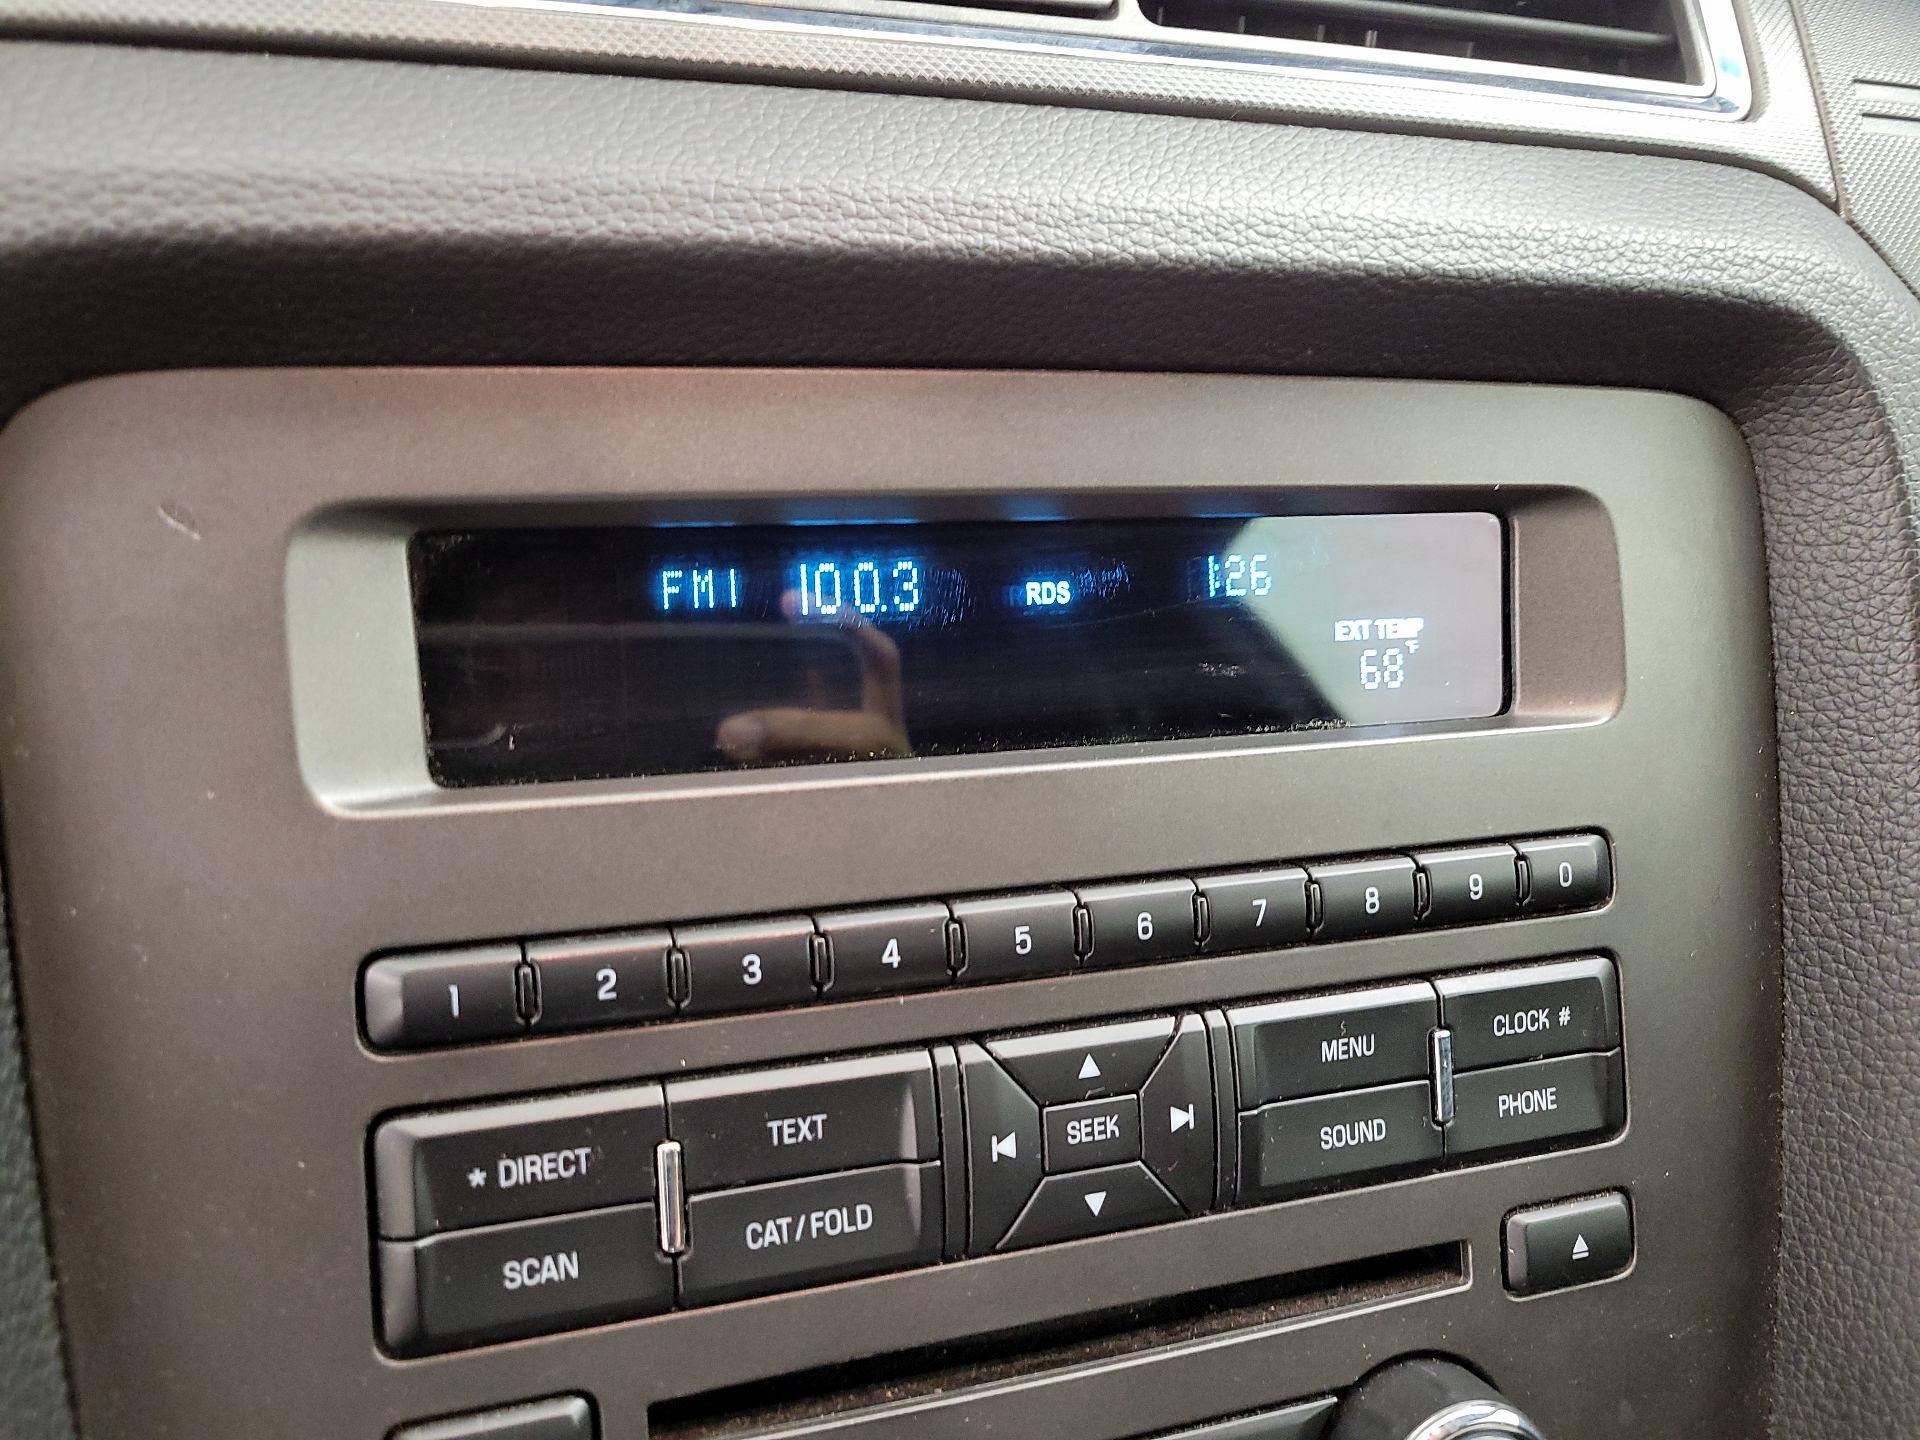 FM1 100.3 RDS 1:26
EXT TEMP
68°F
1 2 3 4 5 6 7 8 9 0
* DIRECT TEXT SEEK MENU CLOCK #
SCAN CAT/FOLD SOUND PHONE